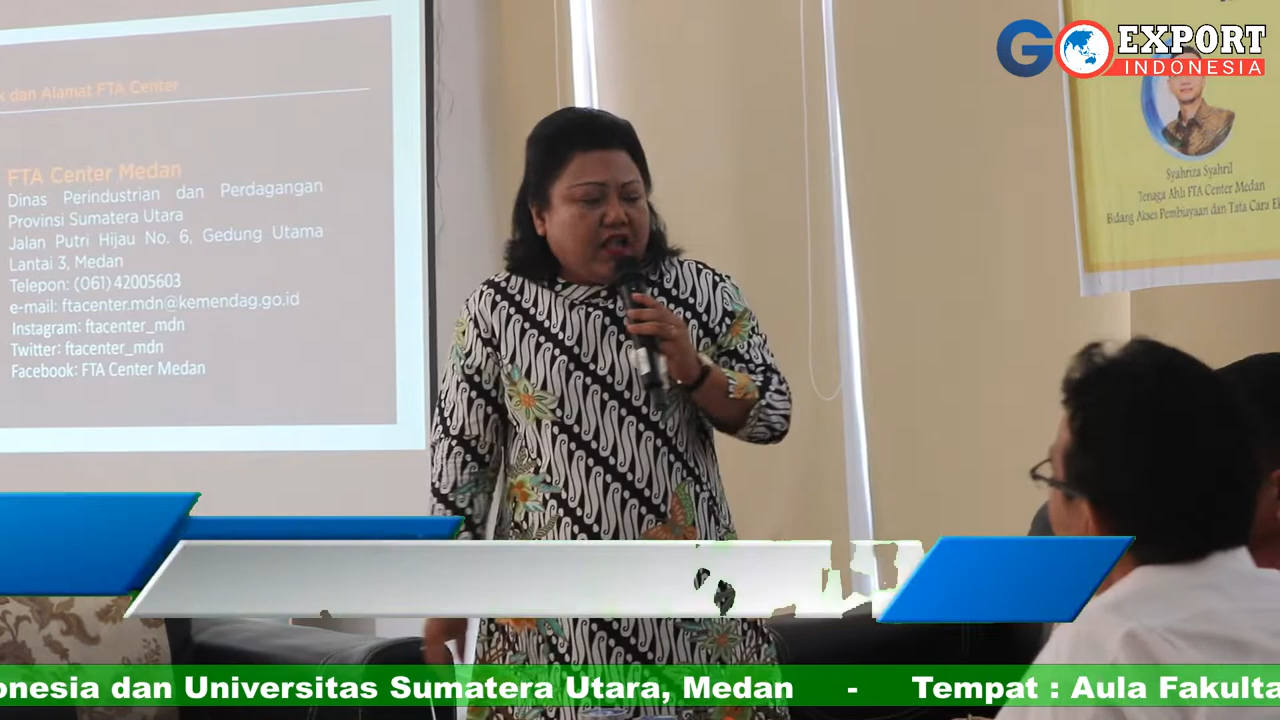 GO EXPORT
INDONESIA
k dan Alamat FTA Center
FTA Center Medan
Dinas Perindustrian dan Perdagangan
Provinsi Sumatera Utara
Jalan Putri Hijau No. 6, Gedung Utama
Lantai 3, Medan
Telepon: (061) 42005603
e-mail: ftacenter.mdn@kemendag.go.id
Instagram: ftacenter_mdn
Twitter: ftacenter_mdn
Facebook: FTA Center Medan
Syahriza Syahril
Tenaga Ahli FTA Center Medan
Bidang Akses Pembiayaan dan Tata Cara Ek
onesia dan Universitas Sumatera Utara, Medan - Tempat : Aula Fakulta